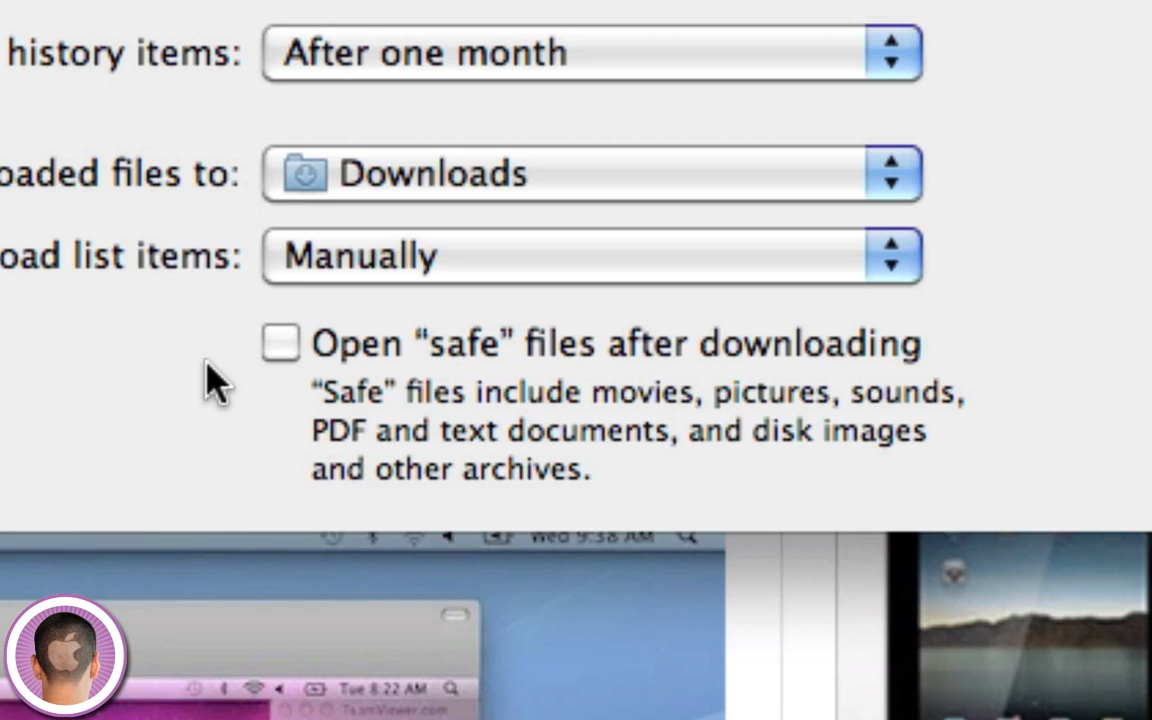 history items: After one month
oaded files to: Downloads
oad list items: Manually
Open “safe” files after downloading
“Safe” files include movies, pictures, sounds,
PDF and text documents, and disk images
and other archives.
Wed 9:38 AM
Tue 8:22 AM
TeamViewer.com